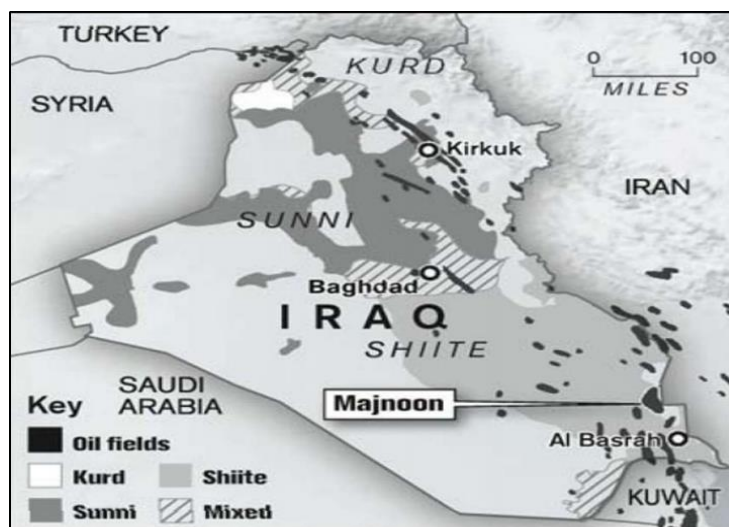 TURKEY
KURD
0 100
MILES
SYRIA
Kirkuk
IRAN
SUNNI
Baghdad
IRAQ
SHIITE
SAUDI
ARABIA
Majnoon
Al Basrah
KUWAIT
Key
Oil fields
Kurd Shiite
Sunni Mixed